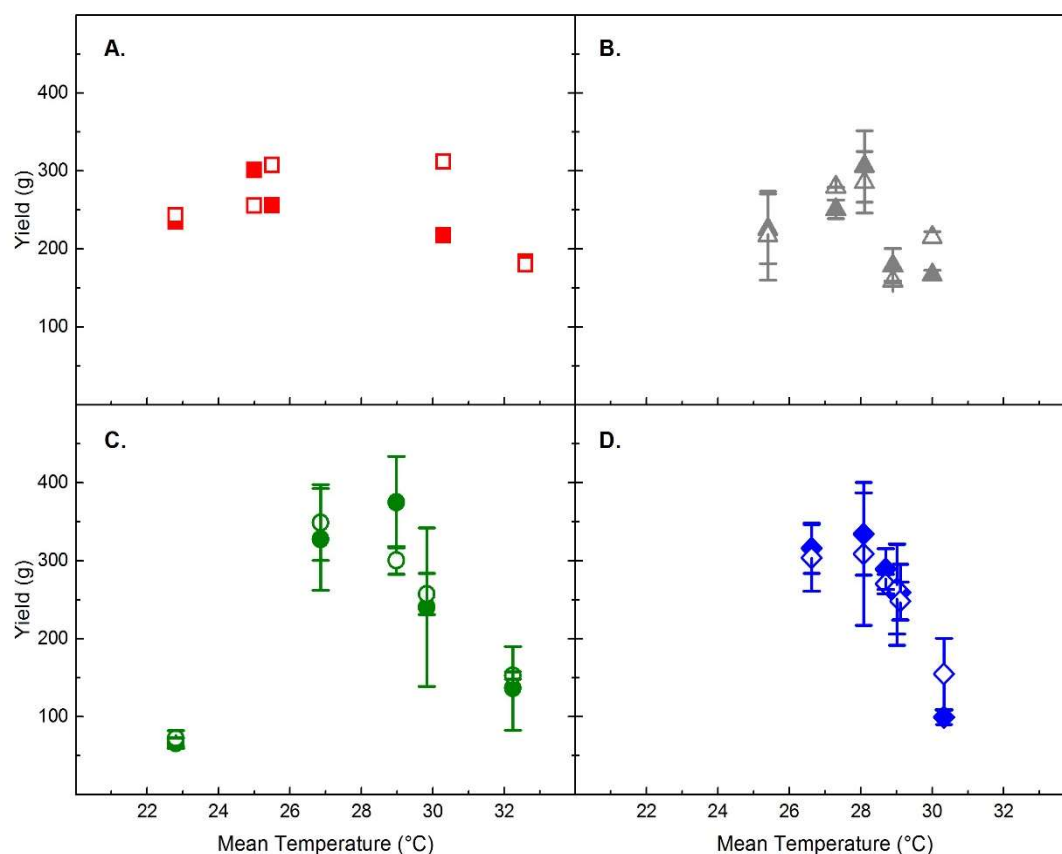 A.
B.
400
300
200
100
Yield (g)
C.
D.
400
300
200
100
Yield (g)
22 24 26 28 30 32
22 24 26 28 30 32
Mean Temperature (°C)
Mean Temperature (°C)